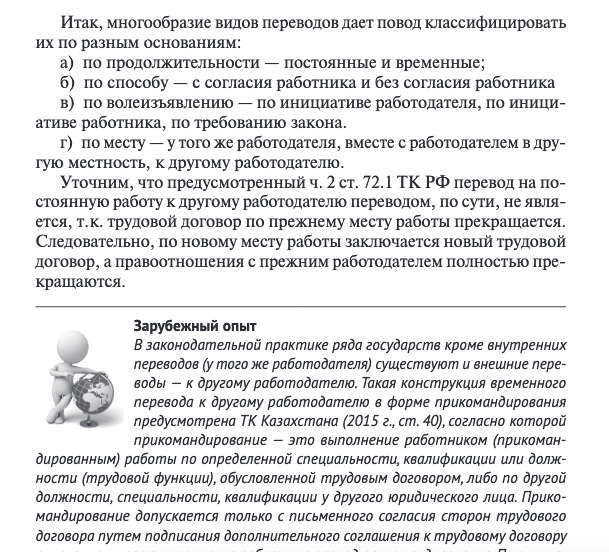 Итак, многообразие видов переводов дает повод классифицировать
их по разным основаниям:
а) по продолжительности — постоянные и временные;
б) по способу — с согласия работника и без согласия работника
в) по волеизъявлению — по инициативе работодателя, по иници-
ативе работника, по требованию закона.
г) по месту — у того же работодателя, вместе с работодателем в дру-
гую местность, к другому работодателю.
Уточним, что предусмотренный ч. 2 ст. 72.1 ТК РФ перевод на по-
стоянную работу к другому работодателю переводом, по сути, не явля-
ется, т.к. трудовой договор по прежнему месту работы прекращается.
Следовательно, по новому месту работы заключается новый трудовой
договор, а правоотношения с прежним работодателем полностью пре-
кращаются.
Зарубежный опыт
В законодательной практике ряда государств кроме внутренних
переводов (у того же работодателя) существуют и внешние пере-
воды — к другому работодателю. Такая конструкция временного
перевода к другому работодателю в форме прикомандирования
предусмотрена ТК Казахстана (2015 г., ст. 40), согласно которой
прикомандирование — это выполнение работником (прикоман-
дированным) работы по определенной специальности, квалификации или долж-
ности (трудовой функции), обусловленной трудовым договором, либо по другой
должности, специальности, квалификации у другого юридического лица. Прико-
мандирование допускается только с письменного согласия сторон трудового
договора путем подписания дополнительного соглашения к трудовому договору